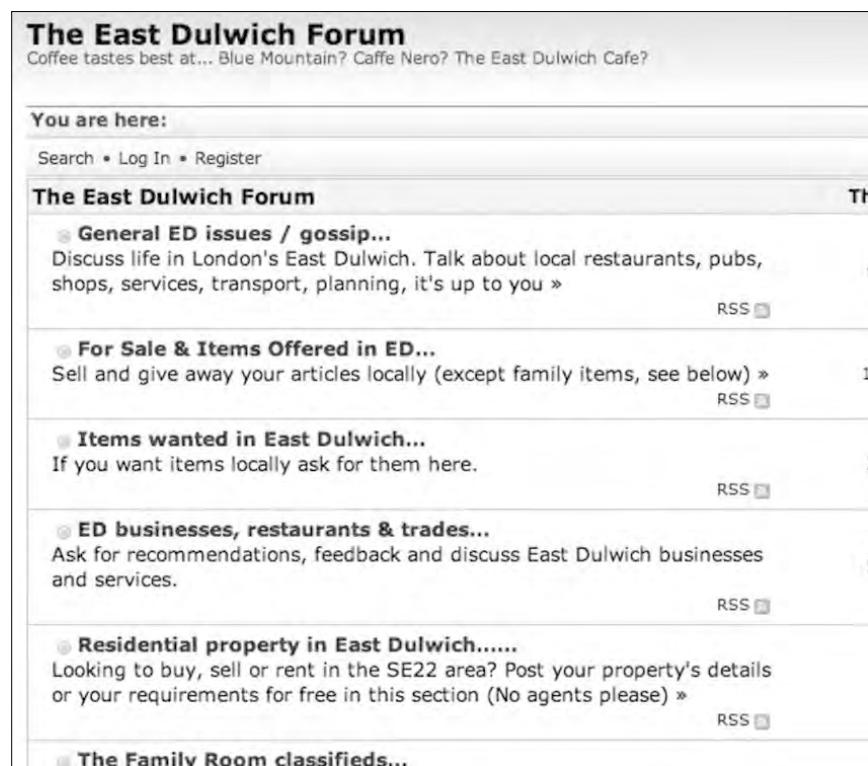 The East Dulwich Forum
Coffee tastes best at... Blue Mountain? Caffe Nero? The East Dulwich Cafe?
You are here:
Search • Log In • Register
The East Dulwich Forum
General ED issues / gossip...
Discuss life in London's East Dulwich. Talk about local restaurants, pubs,
shops, services, transport, planning, it's up to you »
RSS
For Sale & Items Offered in ED...
Sell and give away your articles locally (except family items, see below) »
RSS
Items wanted in East Dulwich...
If you want items locally ask for them here.
RSS
ED businesses, restaurants & trades...
Ask for recommendations, feedback and discuss East Dulwich businesses
and services.
RSS
Residential property in East Dulwich......
Looking to buy, sell or rent in the SE22 area? Post your property's details
or your requirements for free in this section (No agents please) »
RSS
The Family Room classifieds...